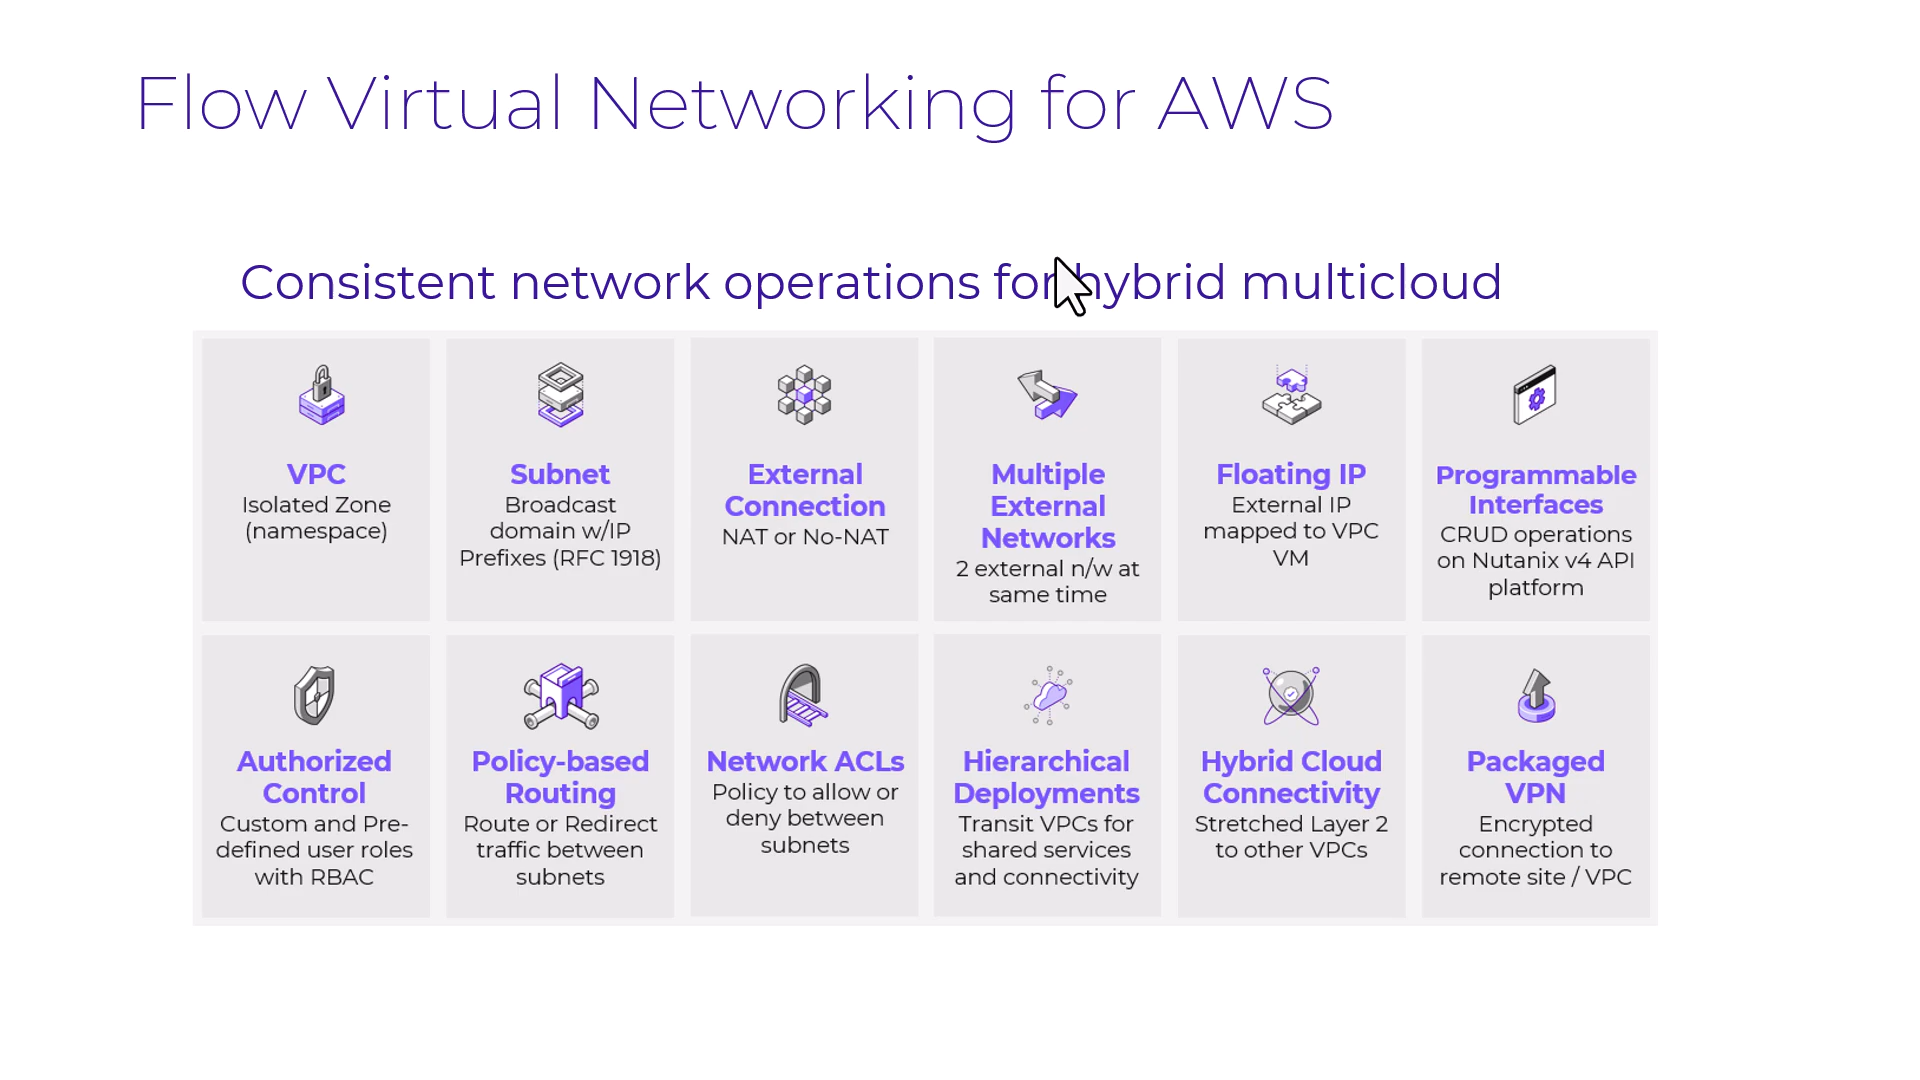 Flow Virtual Networking for AWS
Consistent network operations for hybrid multicloud
VPC
Isolated Zone
(namespace)
Subnet
Broadcast
domain w/IP
Prefixes (RFC 1918)
External
Connection
NAT or No-NAT
Multiple
External
Networks
2 external n/w at
same time
Floating IP
External IP
mapped to VPC
VM
Programmable
Interfaces
CRUD operations
on Nutanix v4 API
platform
Authorized
Control
Custom and Pre-
defined user roles
with RBAC
Policy-based
Routing
Route or Redirect
traffic between
subnets
Network ACLs
Policy to allow or
deny between
subnets
Hierarchical
Deployments
Transit VPCs for
shared services
and connectivity
Hybrid Cloud
Connectivity
Stretched Layer 2
to other VPCs
Packaged
VPN
Encrypted
connection to
remote site / VPC